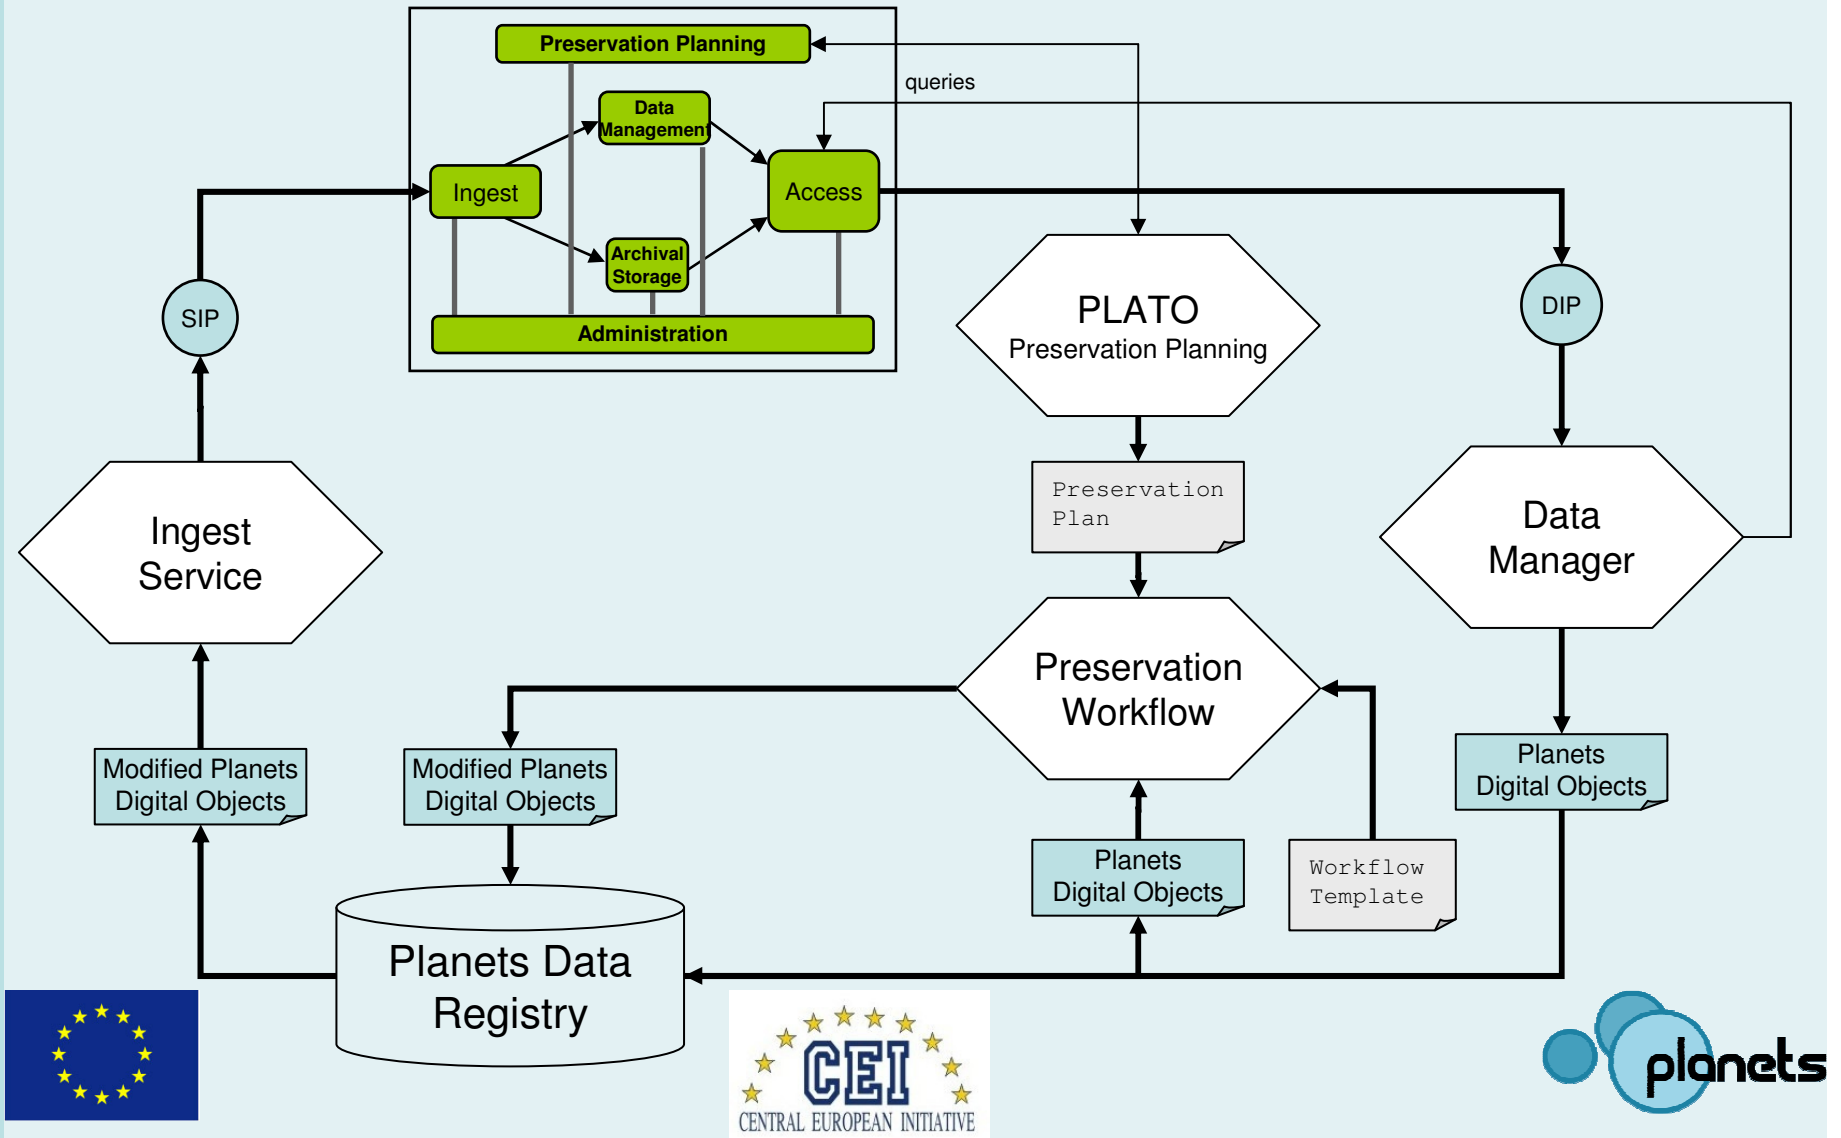 Preservation Planning
queries
Data
Management
Ingest
Access
Archival
Storage
Administration
SIP
PLATO
Preservation Planning
DIP
Preservation
Plan
Ingest
Service
Data
Manager
Preservation
Workflow
Modified Planets
Digital Objects
Modified Planets
Digital Objects
Planets
Digital Objects
Planets
Digital Objects
Workflow
Template
Planets Data
Registry
CEI
CENTRAL EUROPEAN INITIATIVE
planets